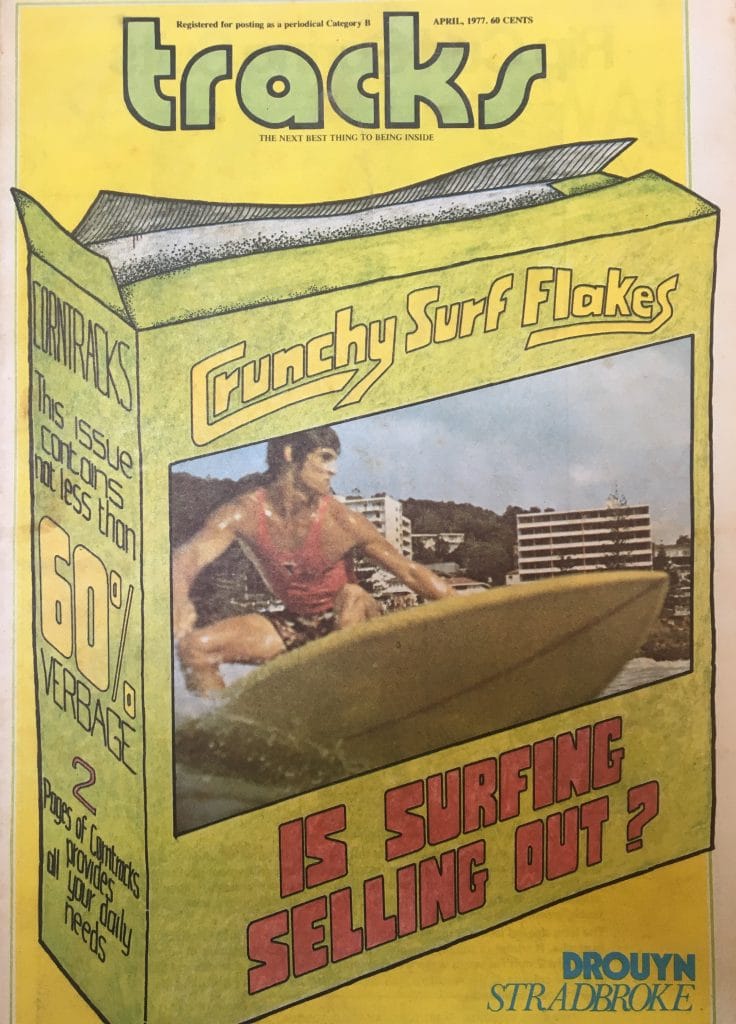 Registered for posting as a periodical Category B
APRIL, 1977. 60 CENTS
tracks
THE NEXT BEST THING TO BEING INSIDE
Crunchy Surf Flakes
CORNTRACKS
This issue
contains
not less than
60%
VERBAGE
2
Pages of Corntracks
provides
all your daily
needs
IS SURFING
SELLING OUT?
DROUYN
STRADBROKE